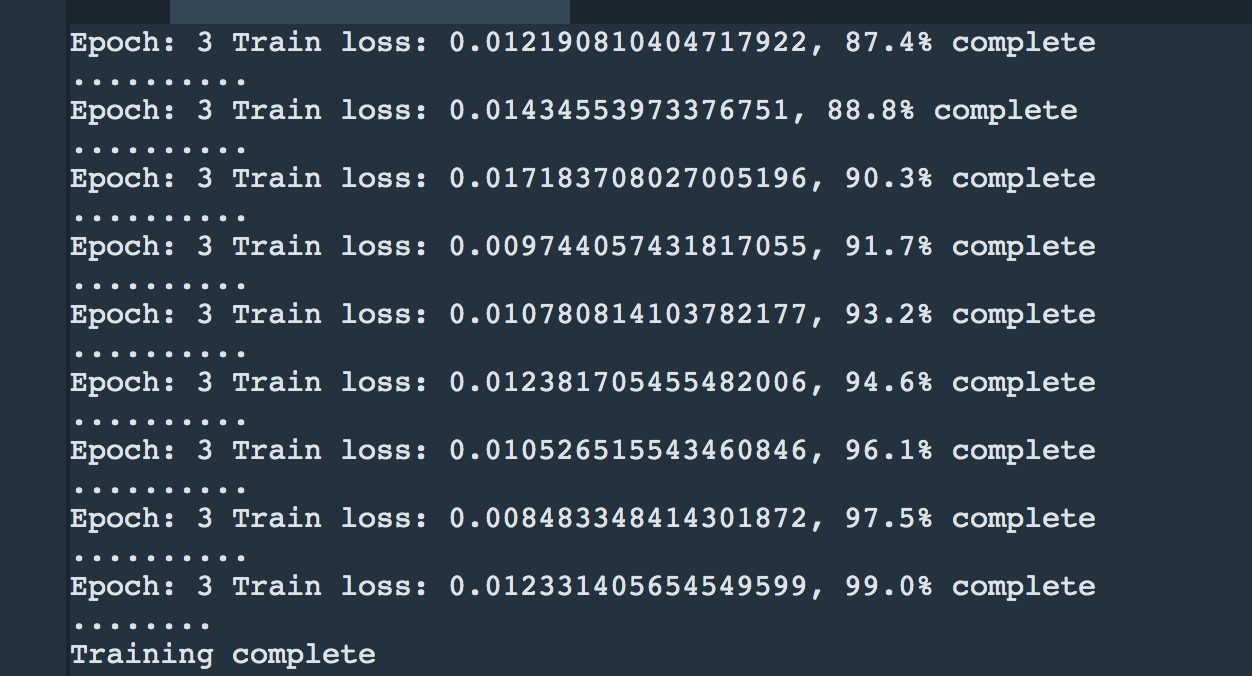 Epoch: 3 Train loss: 0.012190810404717922, 87.4% complete
..........
Epoch: 3 Train loss: 0.01434553973376751, 88.8% complete
..........
Epoch: 3 Train loss: 0.017183708027005196, 90.3% complete
..........
Epoch: 3 Train loss: 0.009744057431817055, 91.7% complete
..........
Epoch: 3 Train loss: 0.010780814103782177, 93.2% complete
..........
Epoch: 3 Train loss: 0.012381705455482006, 94.6% complete
..........
Epoch: 3 Train loss: 0.010526515543460846, 96.1% complete
..........
Epoch: 3 Train loss: 0.008483348414301872, 97.5% complete
..........
Epoch: 3 Train loss: 0.012331405654549599, 99.0% complete
........
Training complete